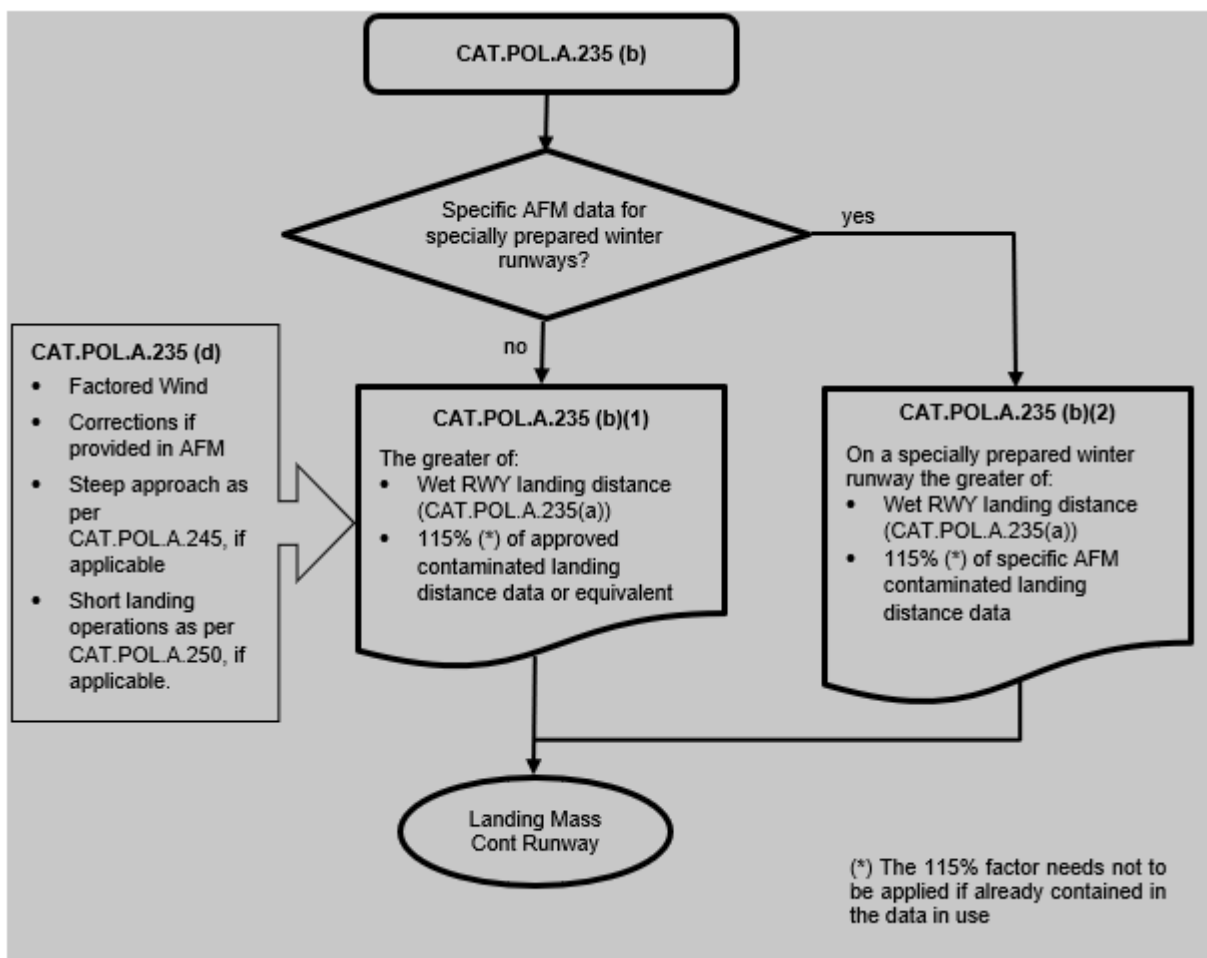 CAT.POL.A.235 (b)
Specific AFM data for
specially prepared winter
runways?
yes
no
CAT.POL.A.235 (d)
• Factored Wind
• Corrections if
provided in AFM
• Steep approach as
per
CAT.POL.A.245, if
applicable
• Short landing
operations as per
CAT.POL.A.250, if
applicable.
CAT.POL.A.235 (b)(1)
The greater of:
• Wet RWY landing distance
(CAT.POL.A.235(a))
• 115% (*) of approved
contaminated landing
distance data or equivalent
CAT.POL.A.235 (b)(2)
On a specially prepared winter
runway the greater of:
• Wet RWY landing distance
(CAT.POL.A.235(a))
• 115% (*) of specific AFM
contaminated landing
distance data
Landing Mass
Cont Runway
(*) The 115% factor needs not to
be applied if already contained in
the data in use